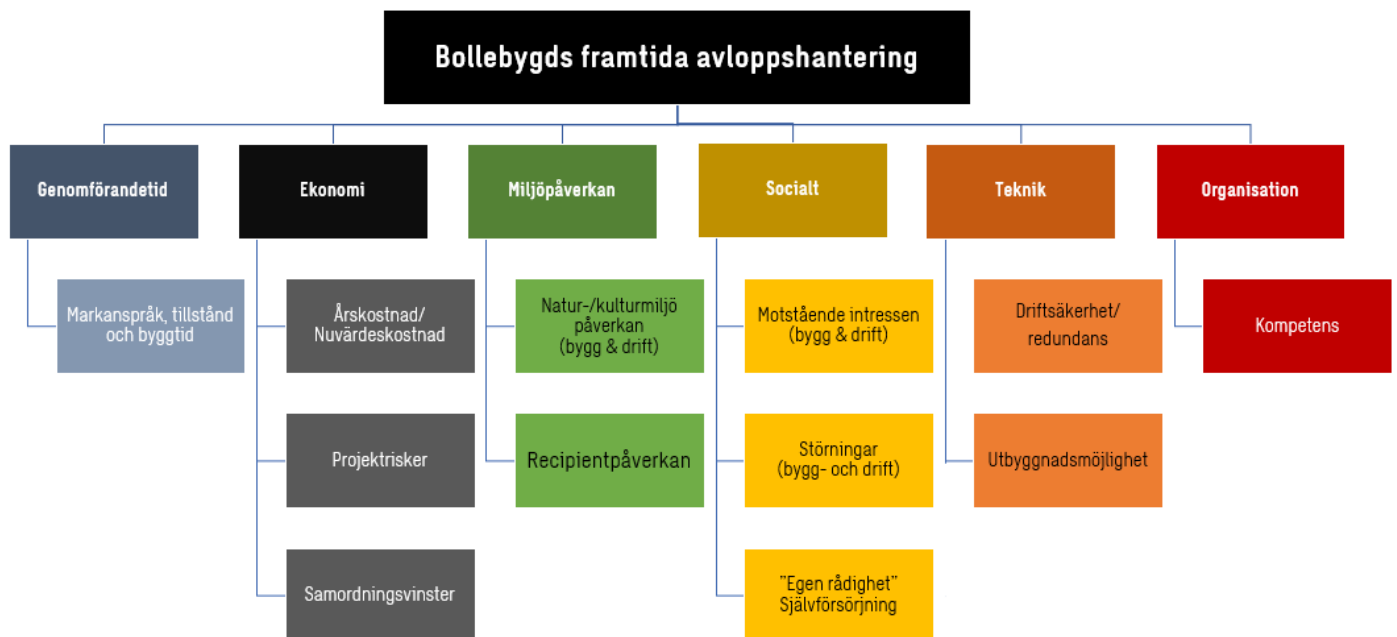 Bollebygds framtida avloppshantering
Genomförandetid
Ekonomi
Miljöpåverkan
Socialt
Teknik
Organisation
Markanspråk, tillstånd
och byggtid
Årskostnad/
Nuvärdeskostnad
Natur-/kulturmiljö
påverkan
(bygg & drift)
Motstående intressen
(bygg & drift)
Driftsäkerhet/
redundans
Kompetens
Projektrisker
Recipientpåverkan
Störningar
(bygg- och drift)
Utbyggnadsmöjlighet
Samordningsvinster
”Egen rådighet”
Självförsörjning